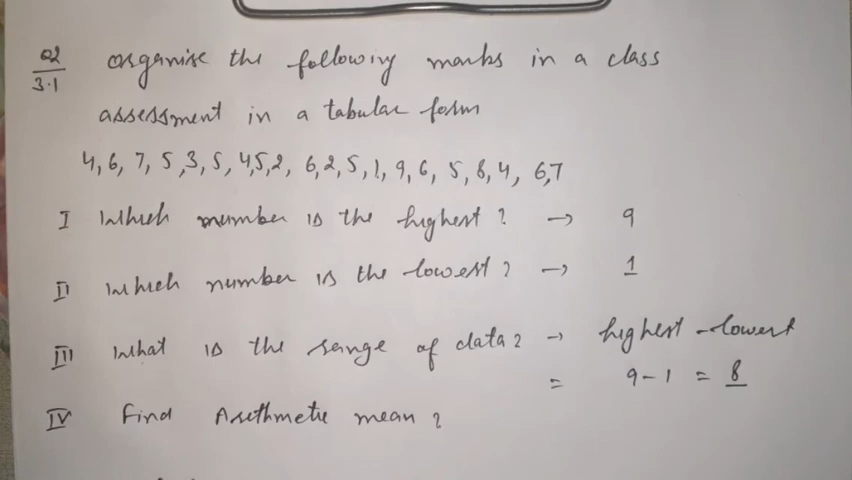 Q2
3.1
organise the following marks in a class
assessment in a tabular form
4, 6, 7, 5, 3, 5, 4, 5, 2, 6, 2, 5, 1, 9, 6, 5, 8, 4, 6, 7
I Which number is the highest? → 9
II Which number is the lowest? → 1
III What is the range of data? → highest - lowest
= 9 - 1 = 8
IV Find Arithmetic mean?